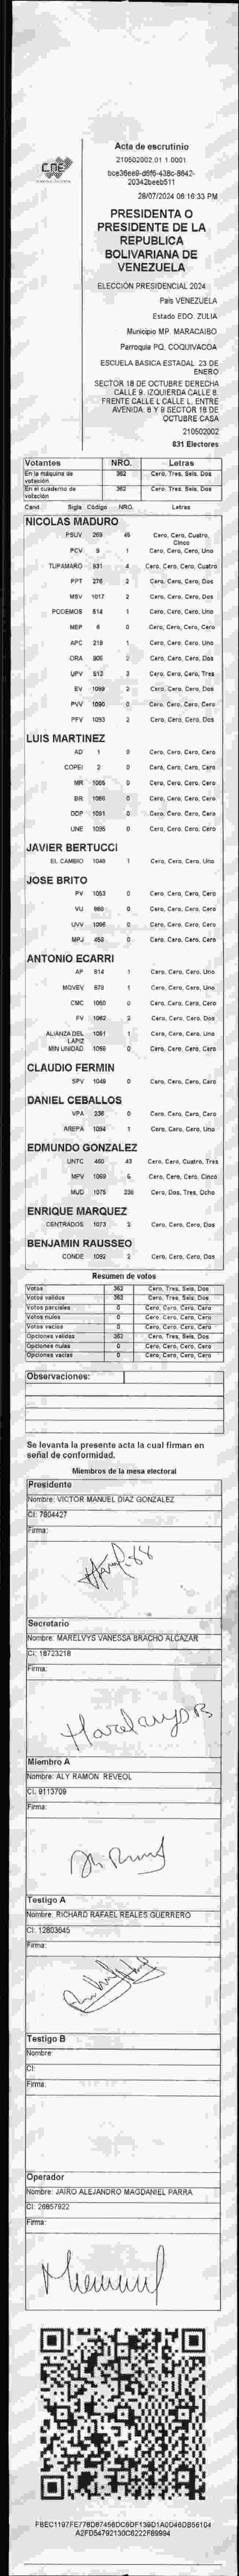 CNE
Acta de escrutinio
210502002.01.1.0001
28/07/2024 06:16:33 PM
PRESIDENTA O
PRESIDENTE DE LA
REPUBLICA
BOLIVARIANA DE
VENEZUELA
ELECCIÓN PRESIDENCIAL 2024
País VENEZUELA
Estado EDO. ZULIA
Municipio MP. MARACAIBO
Parroquia PQ. COQUIVACOA
ESCUELA BASICA ESTADAL 23 DE
ENERO
SECTOR 18 DE OCTUBRE DERECHA
CALLE 9. IZQUIERDA CALLE 8.
FRENTE CALLE L CALLE L. ENTRE
AVENIDA. 8 Y 9 SECTOR 18 DE
OCTUBRE CASA
210502002
831 Electores
Votantes NRO. Letras
En la máquina de votación 362 Cero, Tres, Seis, Dos
En el cuaderno de votación 362 Cero, Tres, Seis, Dos
Cand. Sigla Código NRO. Letras
NICOLAS MADURO
PSUV 269 45 Cero, Cero, Cuatro, Cinco
PCV 9 1 Cero, Cero, Cero, Uno
TUPAMARO 931 4 Cero, Cero, Cero, Cuatro
PPT 276 2 Cero, Cero, Cero, Dos
MSV 1017 2 Cero, Cero, Cero, Dos
PODEMOS 514 1 Cero, Cero, Cero, Uno
MEP 6 0 Cero, Cero, Cero, Cero
APC 219 1 Cero, Cero, Cero, Uno
ORA 905 2 Cero, Cero, Cero, Dos
UPV 513 3 Cero, Cero, Cero, Tres
EV 1089 2 Cero, Cero, Cero, Dos
PVV 1090 0 Cero, Cero, Cero, Cero
PFV 1093 2 Cero, Cero, Cero, Dos
LUIS MARTINEZ
AD 1 0 Cero, Cero, Cero, Cero
COPEI 2 0 Cero, Cero, Cero, Cero
MR 1065 0 Cero, Cero, Cero, Cero
BR 1086 0 Cero, Cero, Cero, Cero
DDP 1091 0 Cero, Cero, Cero, Cero
UNE 1095 0 Cero, Cero, Cero, Cero
JAVIER BERTUCCI
EL CAMBIO 1048 1 Cero, Cero, Cero, Uno
JOSE BRITO
PV 1053 0 Cero, Cero, Cero, Cero
VU 860 0 Cero, Cero, Cero, Cero
UVV 1096 0 Cero, Cero, Cero, Cero
MPJ 458 0 Cero, Cero, Cero, Cero
ANTONIO ECARRI
AP 814 1 Cero, Cero, Cero, Uno
MOVEV 878 1 Cero, Cero, Cero, Uno
CMC 1050 0 Cero, Cero, Cero, Cero
FV 1062 2 Cero, Cero, Cero, Dos
ALIANZA DEL LAPIZ 1051 1 Cero, Cero, Cero, Uno
MIN UNIDAD 1069 0 Cero, Cero, Cero, Cero
CLAUDIO FERMIN
SPV 1049 0 Cero, Cero, Cero, Cero
DANIEL CEBALLOS
VPA 238 0 Cero, Cero, Cero, Cero
AREPA 1094 1 Cero, Cero, Cero, Uno
EDMUNDO GONZALEZ
UNTC 460 43 Cero, Cero, Cuatro, Tres
MPV 1069 5 Cero, Cero, Cero, Cinco
MUD 1075 238 Cero, Dos, Tres, Ocho
ENRIQUE MARQUEZ
CENTRADOS 1073 2 Cero, Cero, Cero, Dos
BENJAMIN RAUSSEO
CONDE 1092 2 Cero, Cero, Cero, Dos
Resumen de votos
Votos 362 Cero, Tres, Seis, Dos
Votos validos 362 Cero, Tres, Seis, Dos
Votos parciales 0 Cero, Cero, Cero, Cero
Votos nulos 0 Cero, Cero, Cero, Cero
Votos vacios 0 Cero, Cero, Cero, Cero
Opciones validas 362 Cero, Tres, Seis, Dos
Opciones nulas 0 Cero, Cero, Cero, Cero
Opciones vacias 0 Cero, Cero, Cero, Cero
Observaciones:
Se levanta la presente acta la cual firman en
señal de conformidad.
Miembros de la mesa electoral
Presidente
Nombre: VICTOR MANUEL DIAZ GONZALEZ
CI: 7804427
Firma:
Secretario
Nombre: MARELVYS VANESSA BRACHO ALCAZAR
CI: 18723218
Firma:
Miembro A
Nombre: ALY RAMON REVEOL
CI: 9113709
Firma:
Testigo A
Nombre: RICHARD RAFAEL REALES GUERRERO
CI: 12803645
Firma:
Testigo B
Nombre:
CI:
Firma:
Operador
Nombre: JAIRO ALEJANDRO MAGDANIEL PARRA
CI: 26857922
Firma: